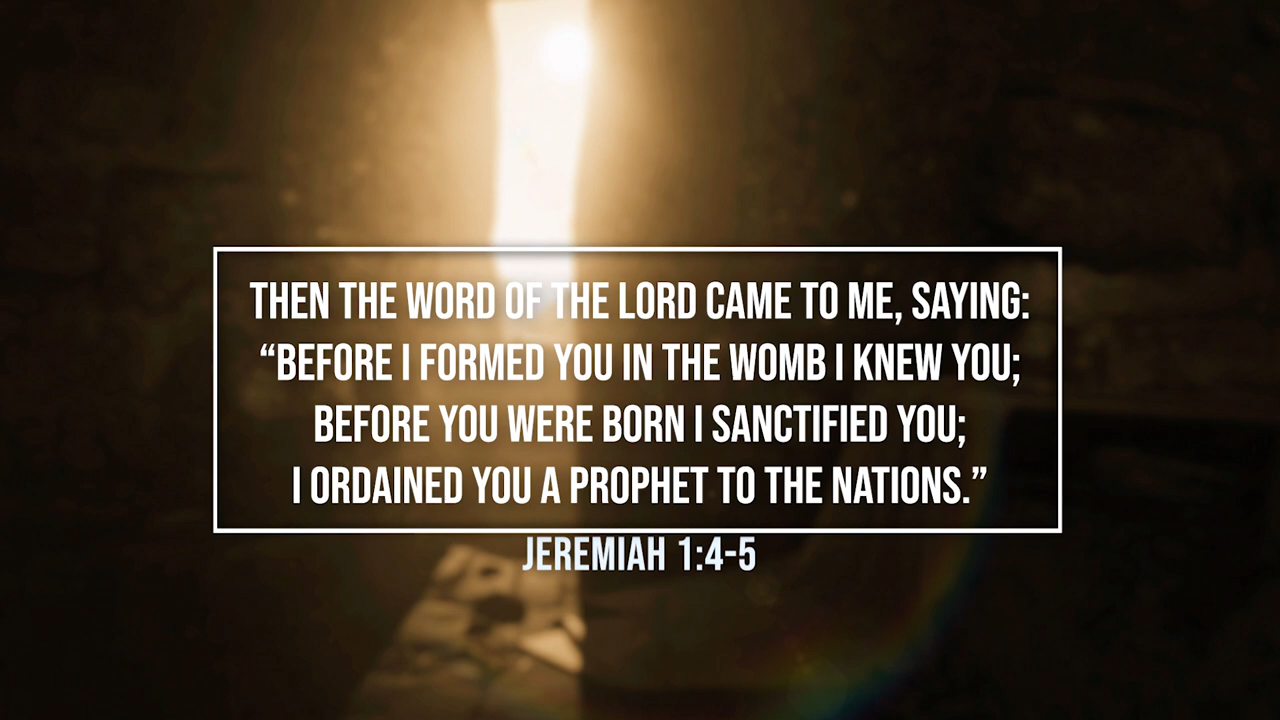 THEN THE WORD OF THE LORD CAME TO ME, SAYING:
“BEFORE I FORMED YOU IN THE WOMB I KNEW YOU;
BEFORE YOU WERE BORN I SANCTIFIED YOU;
I ORDAINED YOU A PROPHET TO THE NATIONS.”
JEREMIAH 1:4-5